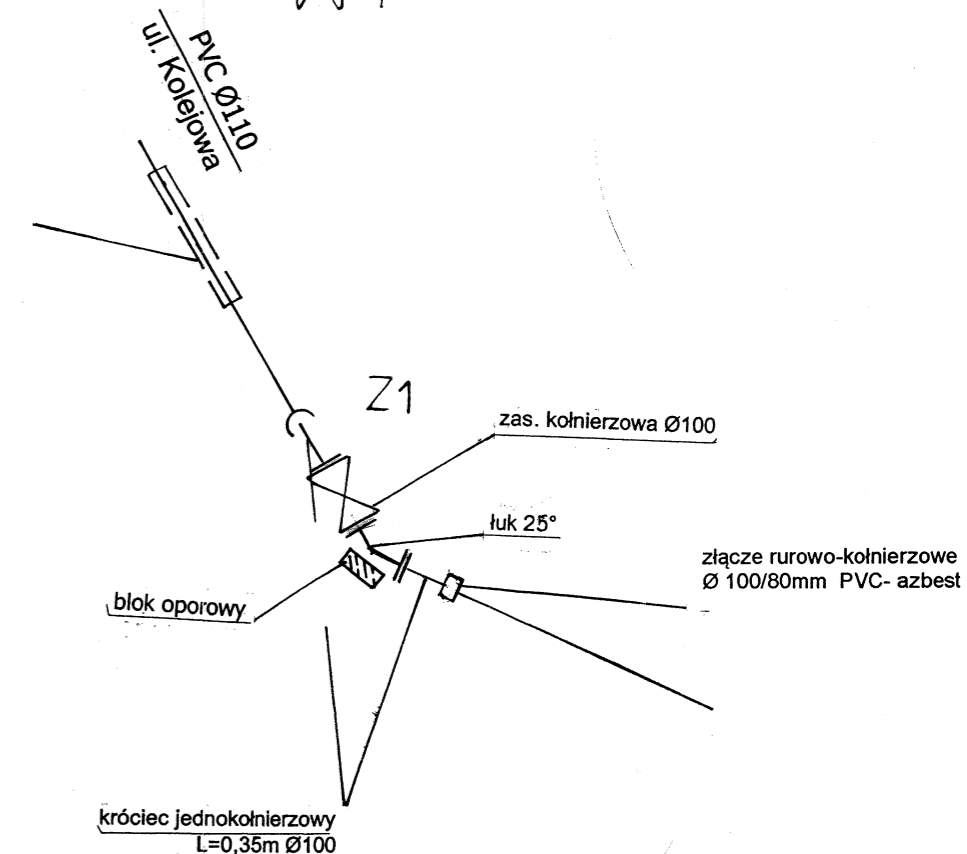 PVC Ø110
ul. Kolejowa
Z1
zas. kołnierzowa Ø100
łuk 25°
złącze rurowo-kołnierzowe
Ø 100/80mm PVC- azbest
blok oporowy
króciec jednokołnierzowy
L=0,35m Ø100